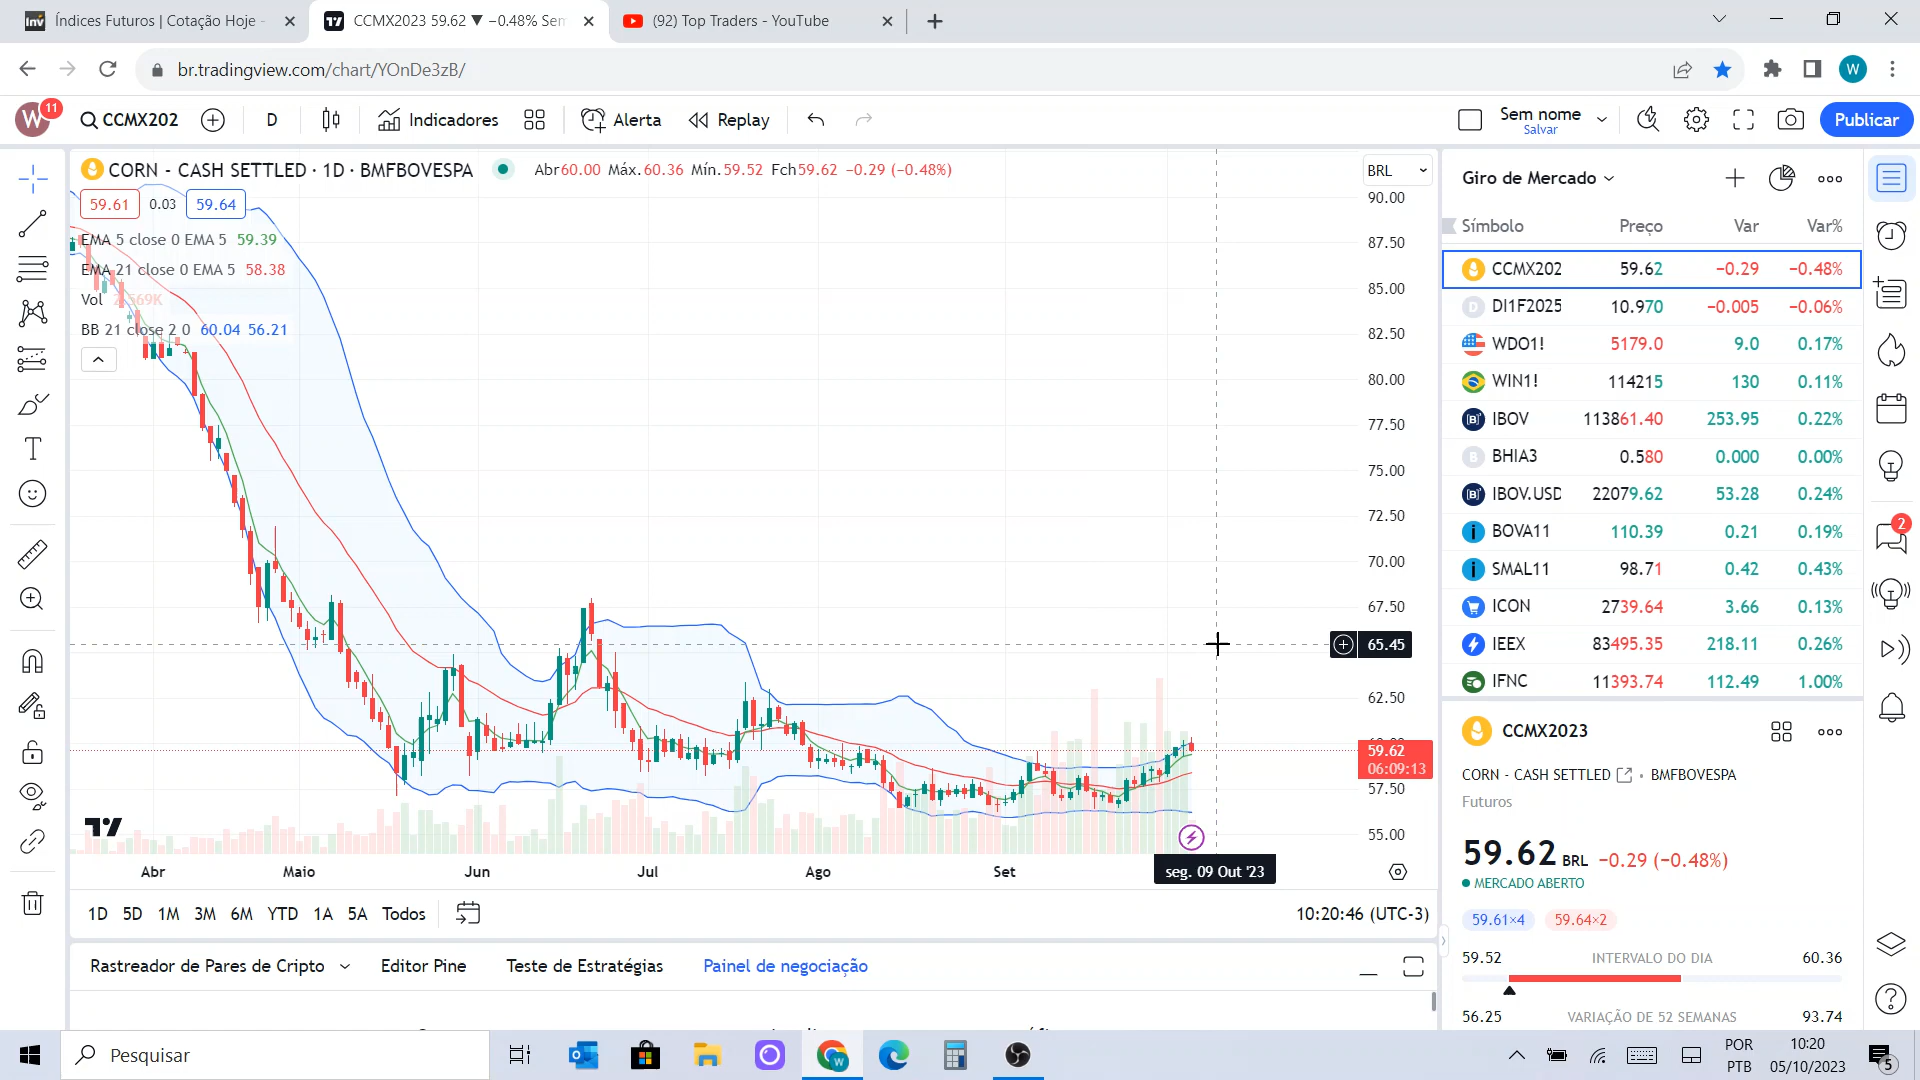 Índices Futuros | Cotação Hoje -
CCMX2023 59.62 ▼ −0.48% Sem
(92) Top Traders - YouTube
br.tradingview.com/chart/YOnDe3zB/
W
W 11
CCMX202
D
Indicadores
Alerta
Replay
Sem nome
Salvar
Publicar
CORN - CASH SETTLED · 1D · BMFBOVESPA
Abr60.00 Máx.60.36 Mín.59.52 Fch59.62 −0.29 (−0.48%)
BRL
59.61 0.03 59.64
EMA 5 close 0 EMA 5 59.39
EMA 21 close 0 EMA 5 58.38
Vol 2.569K
BB 21 close 2 0 60.04 56.21
90.00
87.50
85.00
82.50
80.00
77.50
75.00
72.50
70.00
67.50
65.45
62.50
59.62
06:09:13
57.50
55.00
Abr Maio Jun Jul Ago Set seg. 09 Out '23
1D 5D 1M 3M 6M YTD 1A 5A Todos
10:20:46 (UTC-3)
Rastreador de Pares de Cripto Editor Pine Teste de Estratégias Painel de negociação
Giro de Mercado
Símbolo Preço Var Var%
CCMX202 59.62 −0.29 −0.48%
DI1F2025 10.970 −0.005 −0.06%
WDO1! 5179.0 9.0 0.17%
WIN1! 114215 130 0.11%
IBOV 113861.40 253.95 0.22%
BHIA3 0.580 0.000 0.00%
IBOV.USD 22079.62 53.28 0.24%
BOVA11 110.39 0.21 0.19%
SMAL11 98.71 0.42 0.43%
ICON 2739.64 3.66 0.13%
IEEX 83495.35 218.11 0.26%
IFNC 11393.74 112.49 1.00%
2
CCMX2023
CORN - CASH SETTLED · BMFBOVESPA
Futuros
59.62 BRL −0.29 (−0.48%)
MERCADO ABERTO
59.61×4 59.64×2
59.52 INTERVALO DO DIA 60.36
56.25 VARIAÇÃO DE 52 SEMANAS 93.74
Pesquisar
POR
PTB
10:20
05/10/2023
5